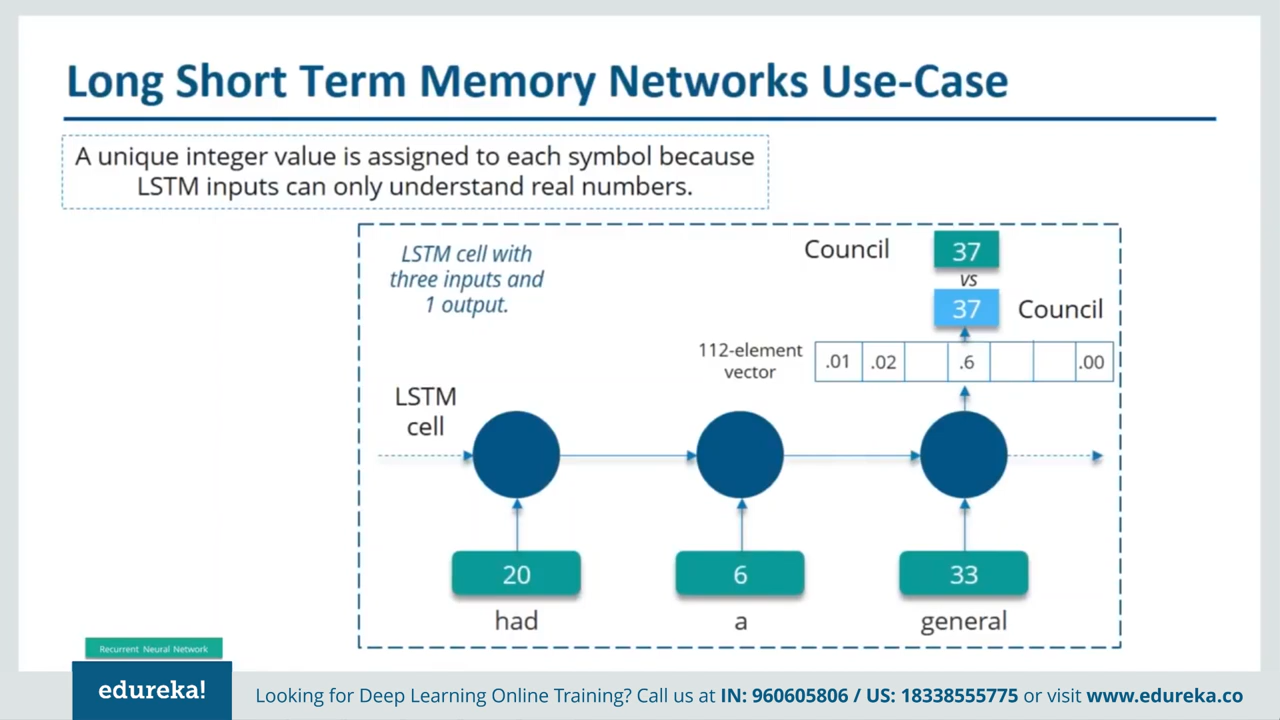 Long Short Term Memory Networks Use-Case
A unique integer value is assigned to each symbol because
LSTM inputs can only understand real numbers.
LSTM cell with
three inputs and
1 output.
Council
37
vs
37
Council
112-element
vector
.01 .02 .6 .00
LSTM
cell
20 6 33
had a general
Recurrent Neural Network
edureka!
Looking for Deep Learning Online Training? Call us at IN: 960605806 / US: 18338555775 or visit www.edureka.co